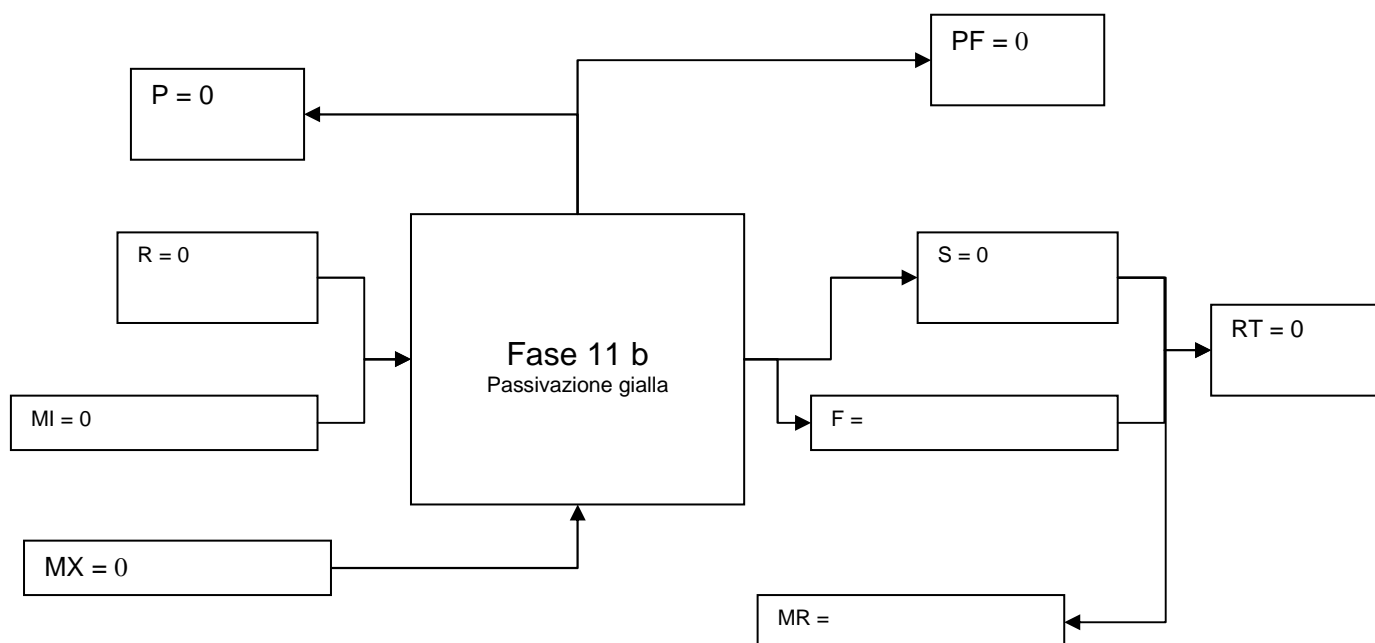 PF = 0
P = 0
R = 0
S = 0
RT = 0
Fase 11 b
Passivazione gialla
MI = 0
F =
MX = 0
MR =